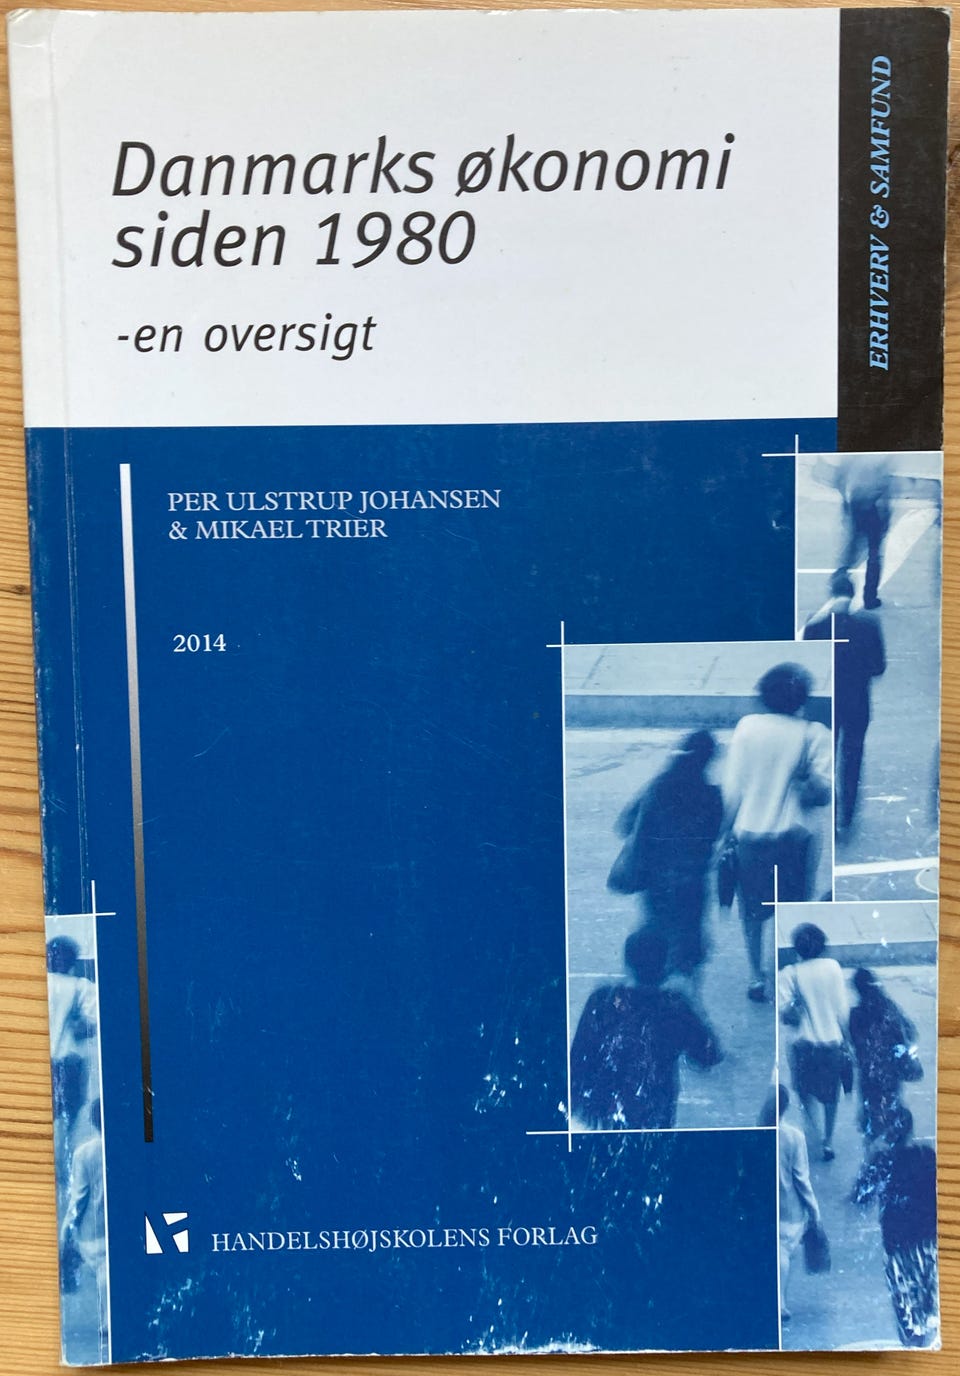 Danmarks økonomi
siden 1980
-en oversigt
ERHVERV & SAMFUND
PER ULSTRUP JOHANSEN
& MIKAEL TRIER
2014
HANDELSHØJSKOLENS FORLAG